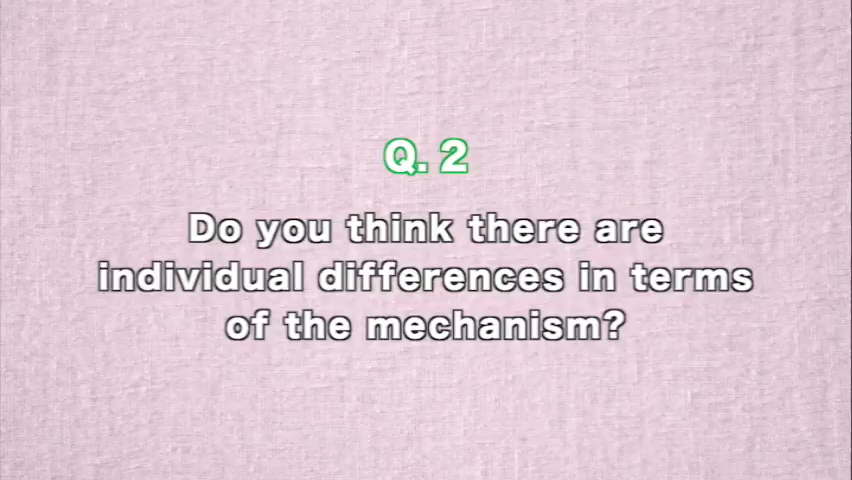 Q. 2
Do you think there are
individual differences in terms
of the mechanism?